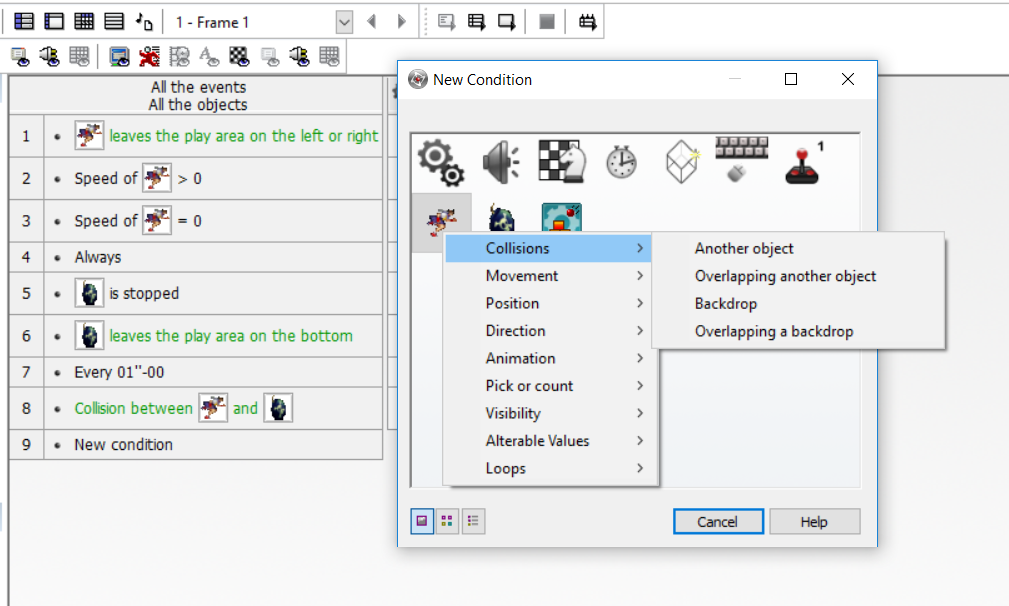 1 - Frame 1
All the events
All the objects
1 • leaves the play area on the left or right
2 • Speed of > 0
3 • Speed of = 0
4 • Always
5 • is stopped
6 • leaves the play area on the bottom
7 • Every 01"-00
8 • Collision between and
9 • New condition
New Condition
1
Collisions
Movement
Position
Direction
Animation
Pick or count
Visibility
Alterable Values
Loops
Another object
Overlapping another object
Backdrop
Overlapping a backdrop
Cancel
Help